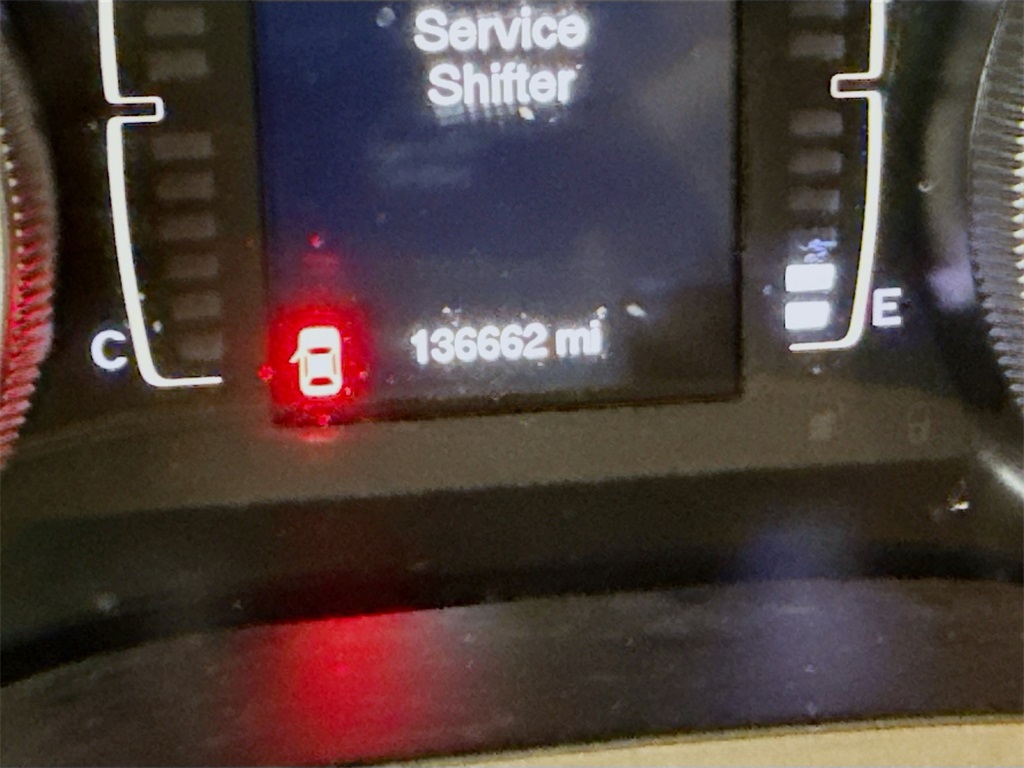 Service
Shifter
E
136662 mi
C